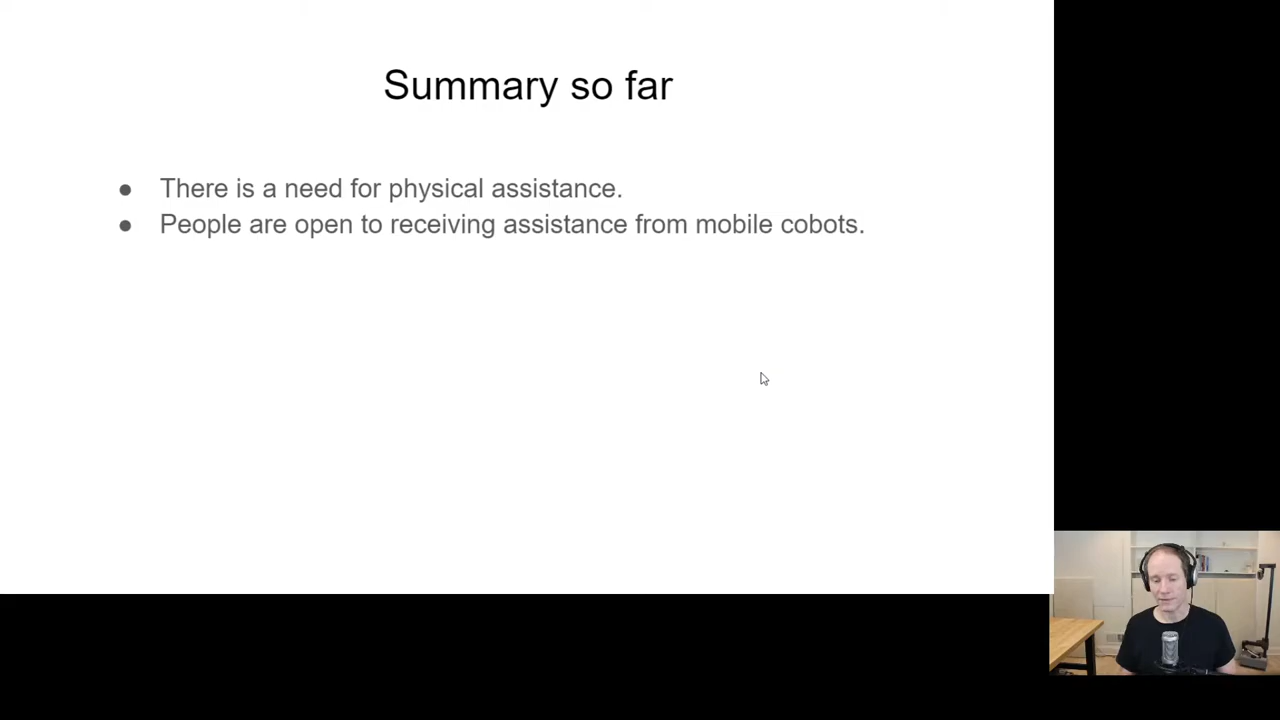 Summary so far
● There is a need for physical assistance.
● People are open to receiving assistance from mobile cobots.